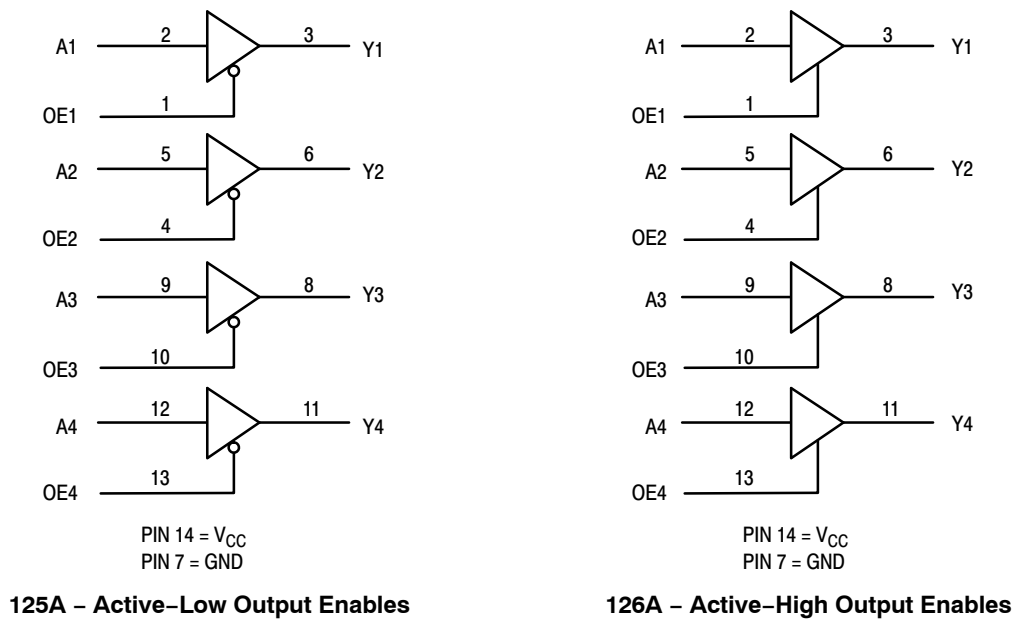 A1 2 3 Y1
OE1 1
A2 5 6 Y2
OE2 4
A3 9 8 Y3
OE3 10
A4 12 11 Y4
OE4 13
PIN 14 = VCC
PIN 7 = GND
125A – Active–Low Output Enables
A1 2 3 Y1
OE1 1
A2 5 6 Y2
OE2 4
A3 9 8 Y3
OE3 10
A4 12 11 Y4
OE4 13
PIN 14 = VCC
PIN 7 = GND
126A – Active–High Output Enables